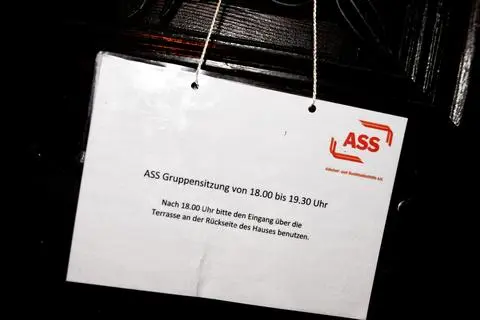 ASS
ASS Gruppensitzung von 18.00 bis 19.30 Uhr
Nach 18.00 Uhr bitte den Eingang über die
Terrasse an der Rückseite des Hauses benutzen.